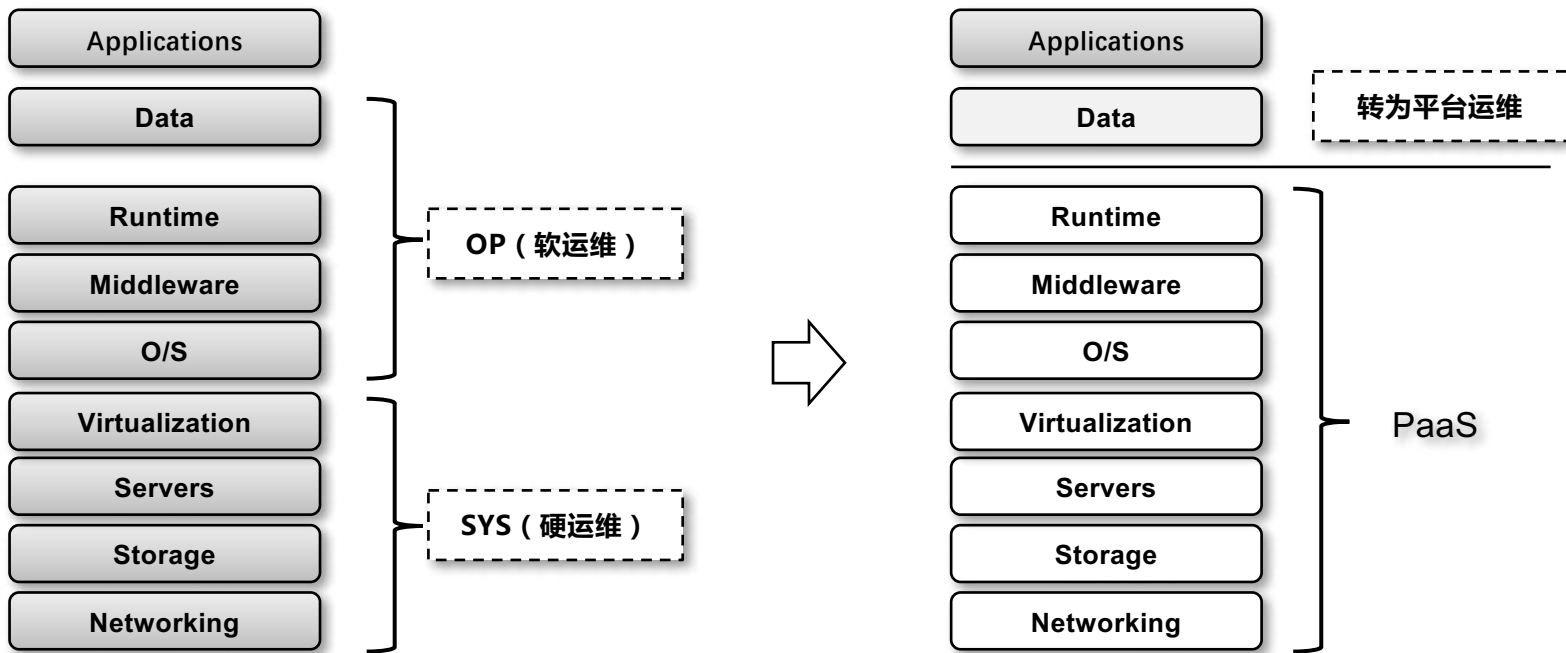 Applications
Data
Runtime
Middleware
O/S
Virtualization
Servers
Storage
Networking
OP（软运维）
SYS（硬运维）
Applications
Data
Runtime
Middleware
O/S
Virtualization
Servers
Storage
Networking
转为平台运维
PaaS